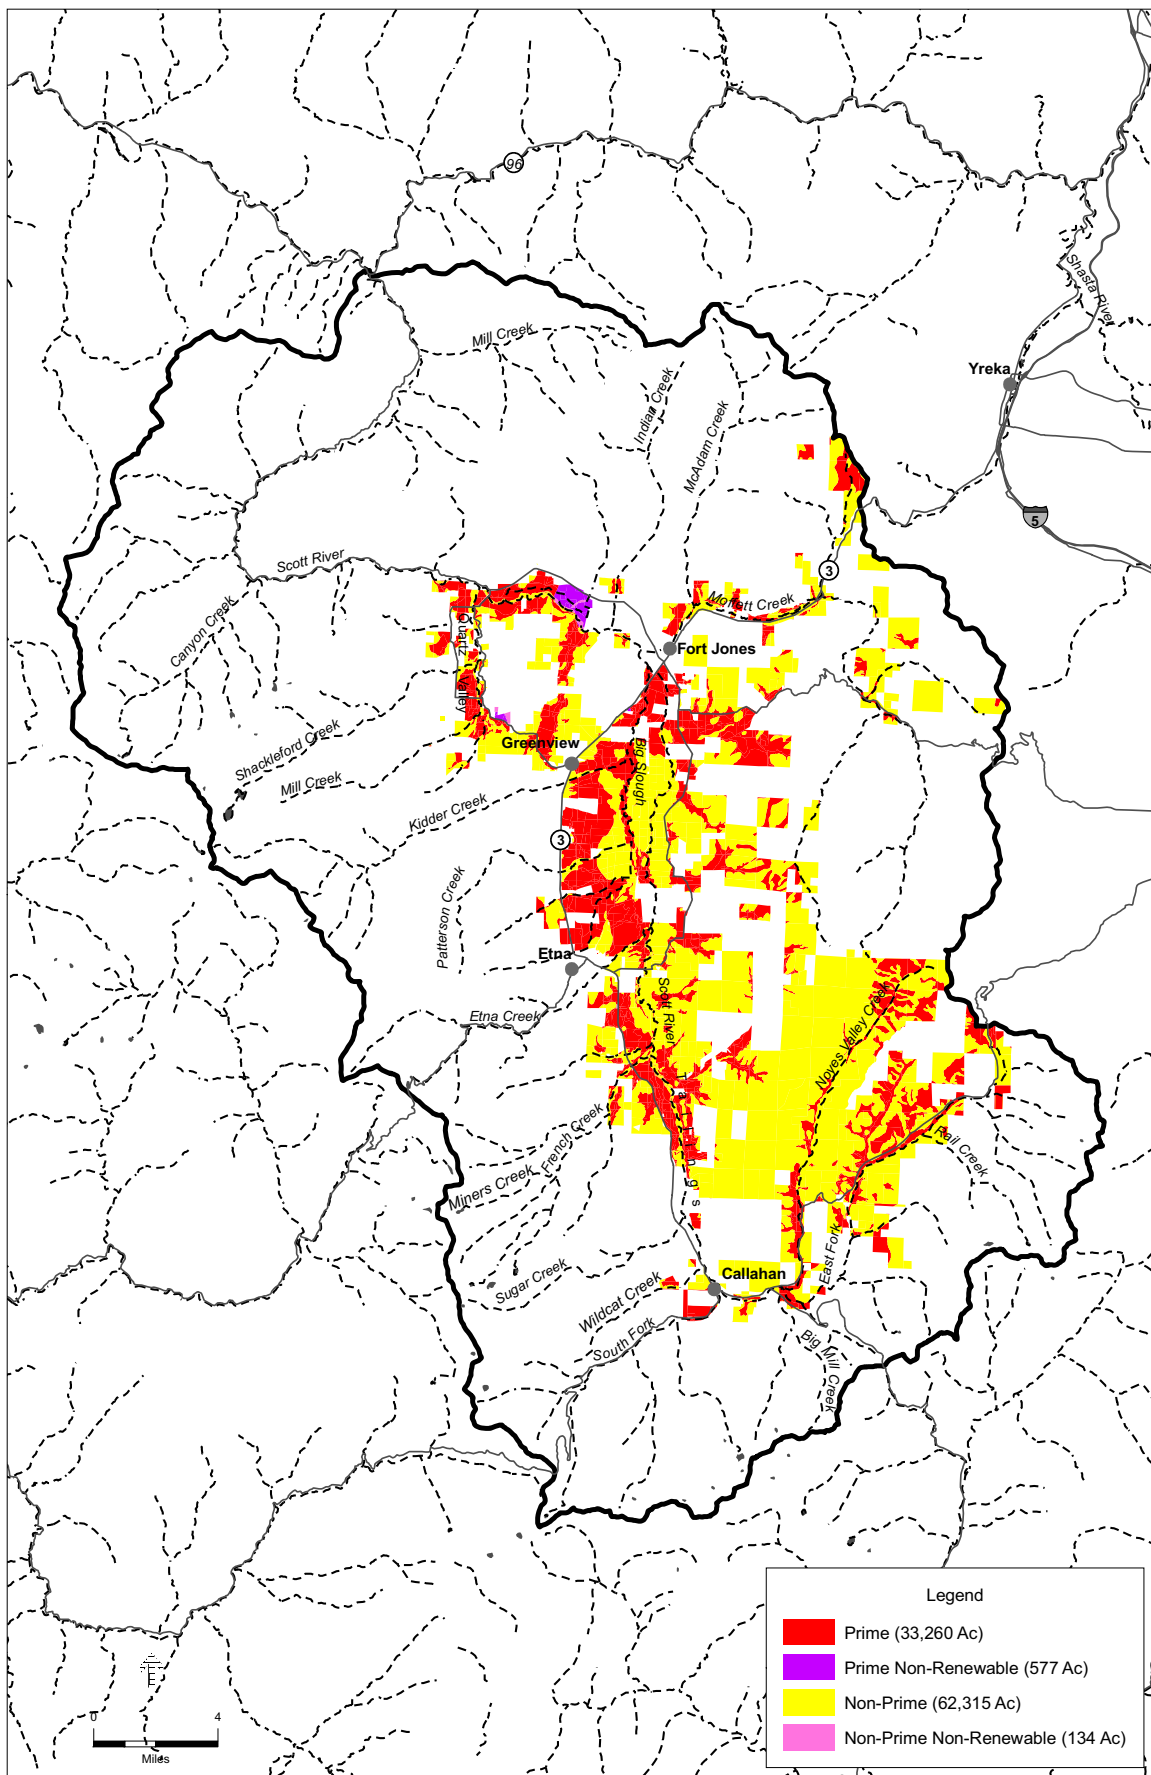 96
Shasta River
Mill Creek
Yreka
Indian Creek
McAdam Creek
5
Scott River
3
Moffett Creek
Canyon Creek
Quartz Valley
Fort Jones
Shackleford Creek
Greenview
Big Slough
Mill Creek
Kidder Creek
3
Patterson Creek
Etna
Scott River
Etna Creek
Noyes Valley Creek
Tailings
French Creek
Rail Creek
Miners Creek
Sugar Creek
East Fork
Callahan
Wildcat Creek
South Fork
Big Mill Creek
Legend
Prime (33,260 Ac)
Prime Non-Renewable (577 Ac)
Non-Prime (62,315 Ac)
Non-Prime Non-Renewable (134 Ac)
0 4
Miles